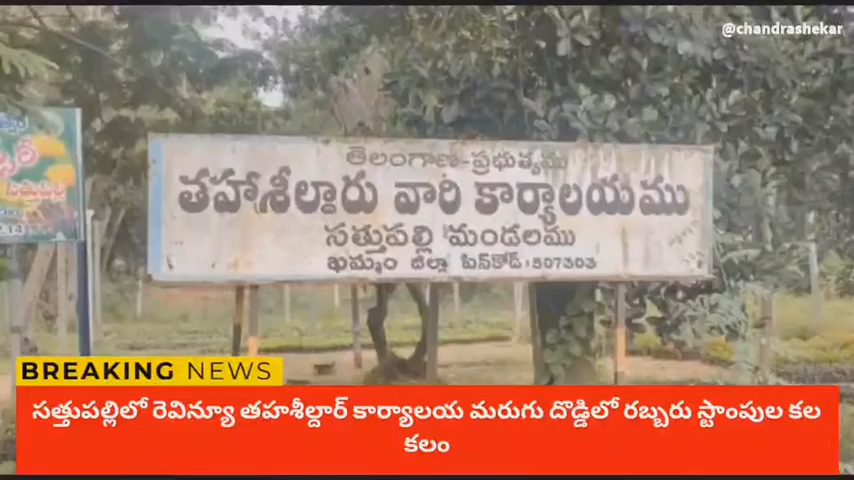 @chandrashekar
తెలంగాణ ప్రభుత్వము
తహాశీల్దారు వారి కార్యాలయము
సత్తుపల్లి మండలము
ఖమ్మం జిల్లా, పిన్‌కోడ్ :-507303
BREAKING NEWS
సత్తుపల్లిలో రెవిన్యూ తహశీల్దార్ కార్యాలయ మరుగు దొడ్డిలో రబ్బరు స్టాంపుల కల
కలం